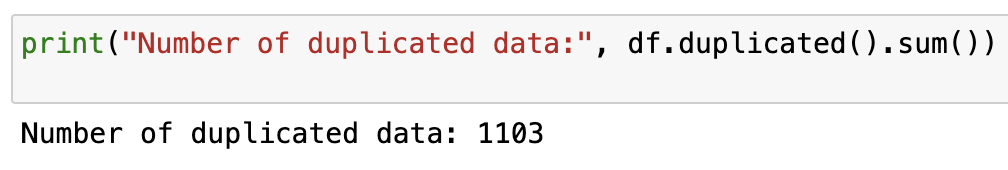 print("Number of duplicated data:", df.duplicated().sum())
Number of duplicated data: 1103